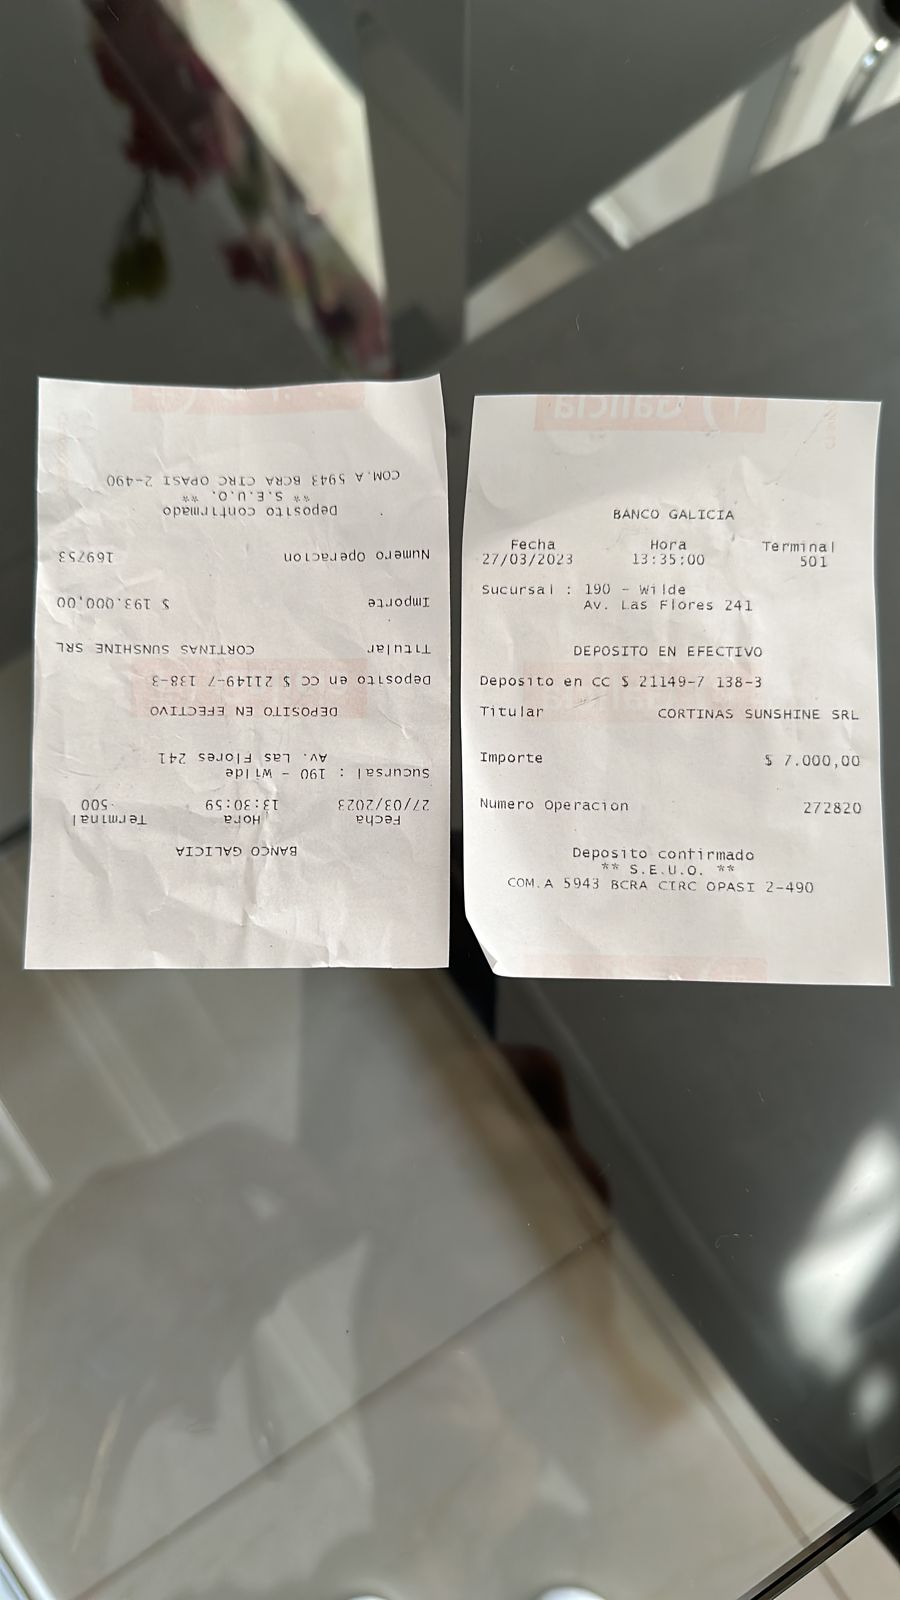 BANCO GALICIA
Fecha Hora Terminal
27/03/2023 13:30:59 500
Sucursal : 190 - Wilde
Av. Las Flores 241
DEPOSITO EN EFECTIVO
Deposito en CC $ 21149-7 138-3
Titular CORTINAS SUNSHINE SRL
Importe $ 193.000,00
Numero Operacion 169753
Deposito confirmado
** S.E.U.O. **
COM.A 5943 BCRA CIRC OPASI 2-490
Galicia
BANCO GALICIA
Fecha Hora Terminal
27/03/2023 13:35:00 501
Sucursal : 190 - Wilde
Av. Las Flores 241
DEPOSITO EN EFECTIVO
Deposito en CC $ 21149-7 138-3
Titular CORTINAS SUNSHINE SRL
Importe $ 7.000,00
Numero Operacion 272820
Deposito confirmado
** S.E.U.O. **
COM.A 5943 BCRA CIRC OPASI 2-490